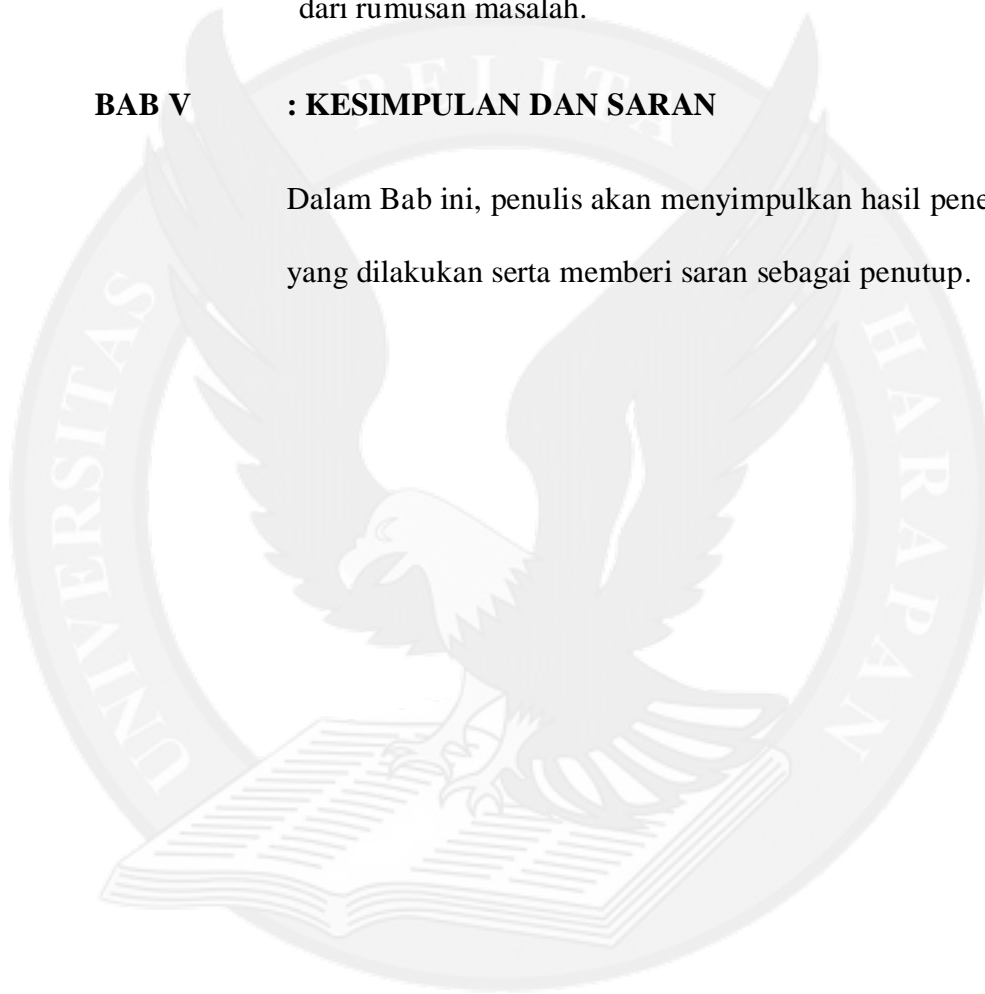 dari rumusan masalah.
BAB V : KESIMPULAN DAN SARAN
Dalam Bab ini, penulis akan menyimpulkan hasil pene
yang dilakukan serta memberi saran sebagai penutup.
UNIVERSITAS PELITA HARAPAN